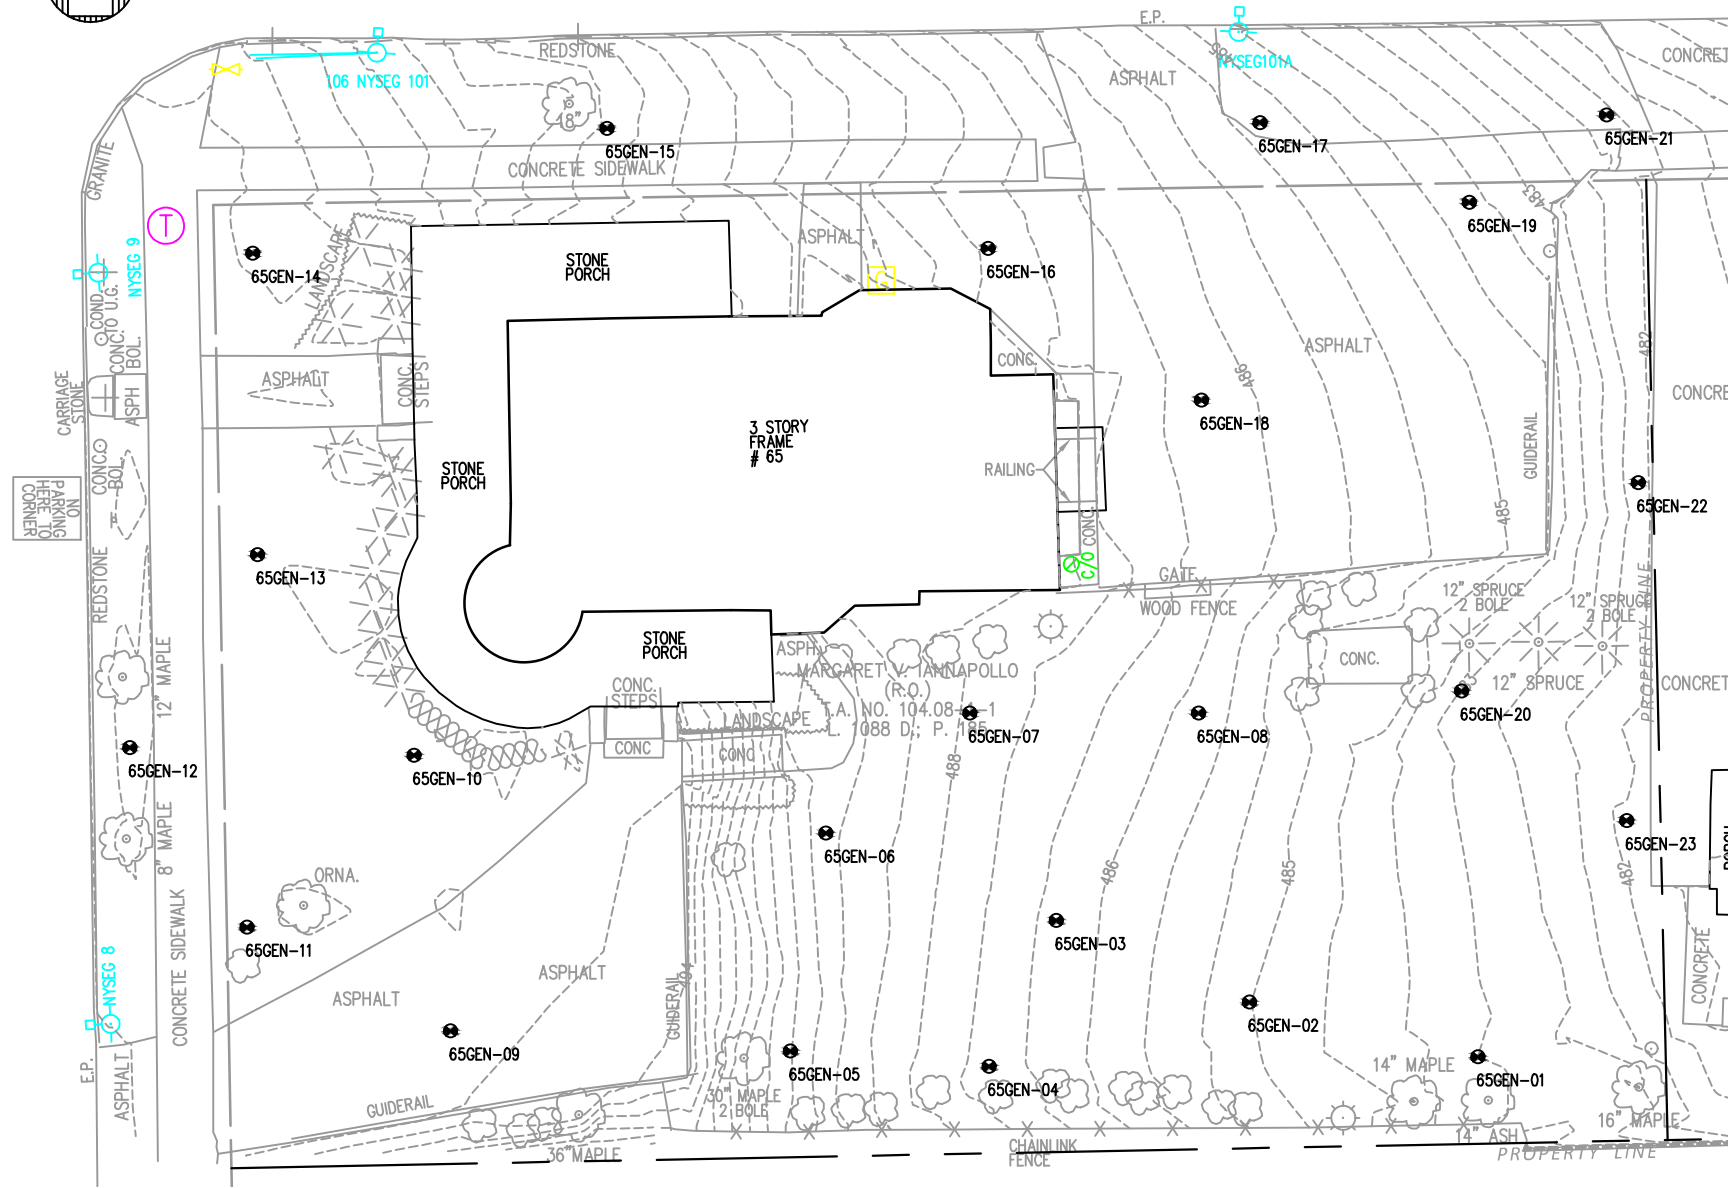 E.P.
REDSTONE
106 NYSEG 101
18"
NYSEG101A
ASPHALT
65GEN-15
65GEN-17
65GEN-21
CONCRETE SIDEWALK
GRANITE
483
65GEN-19
NYSEG 9
T
LANDSCARE
65GEN-14
STONE
PORCH
ASPHALT
G
65GEN-16
COND.
TO U.G.
CONC.
BOL.
ASPH
CARRIAGE
STONE
ASPHALT
CONC.
STEPS
CONC.
ASPHALT
486
482
65GEN-18
3 STORY
FRAME
# 65
STONE
PORCH
RAILING
GUIDERAIL
485
65GEN-22
CONC.
BOL.
NO
PARKING
HERE TO
CORNER
REDSTONE
65GEN-13
CONC.
C/O
GATE
WOOD FENCE
12" SPRUCE
2 BOLE
12" SPRUCE
2 BOLE
PROPERTY LINE
STONE
PORCH
ASPH.
CONC.
12" SPRUCE
65GEN-20
12" MAPLE
CONC.
STEPS
MARGARET V. IANNAPOLLO
(R.O.)
T.A. NO. 104.08-1-1
L. 1088 D.; P. 185
LANDSCAPE
CONC
CONC
65GEN-07
65GEN-08
65GEN-12
65GEN-10
488
8" MAPLE
65GEN-06
65GEN-23
486
485
482
ORNA.
65GEN-11
65GEN-03
CONCRETE SIDEWALK
NYSEG 8
ASPHALT
ASPHALT
GUIDERAIL
494
CONCRETE
65GEN-02
65GEN-09
65GEN-05
65GEN-04
65GEN-01
14" MAPLE
E.P.
ASPHALT
GUIDERAIL
30" MAPLE
2 BOLE
36"MAPLE
CHAINLINK
FENCE
14" ASH
16" MAPLE
PROPERTY LINE